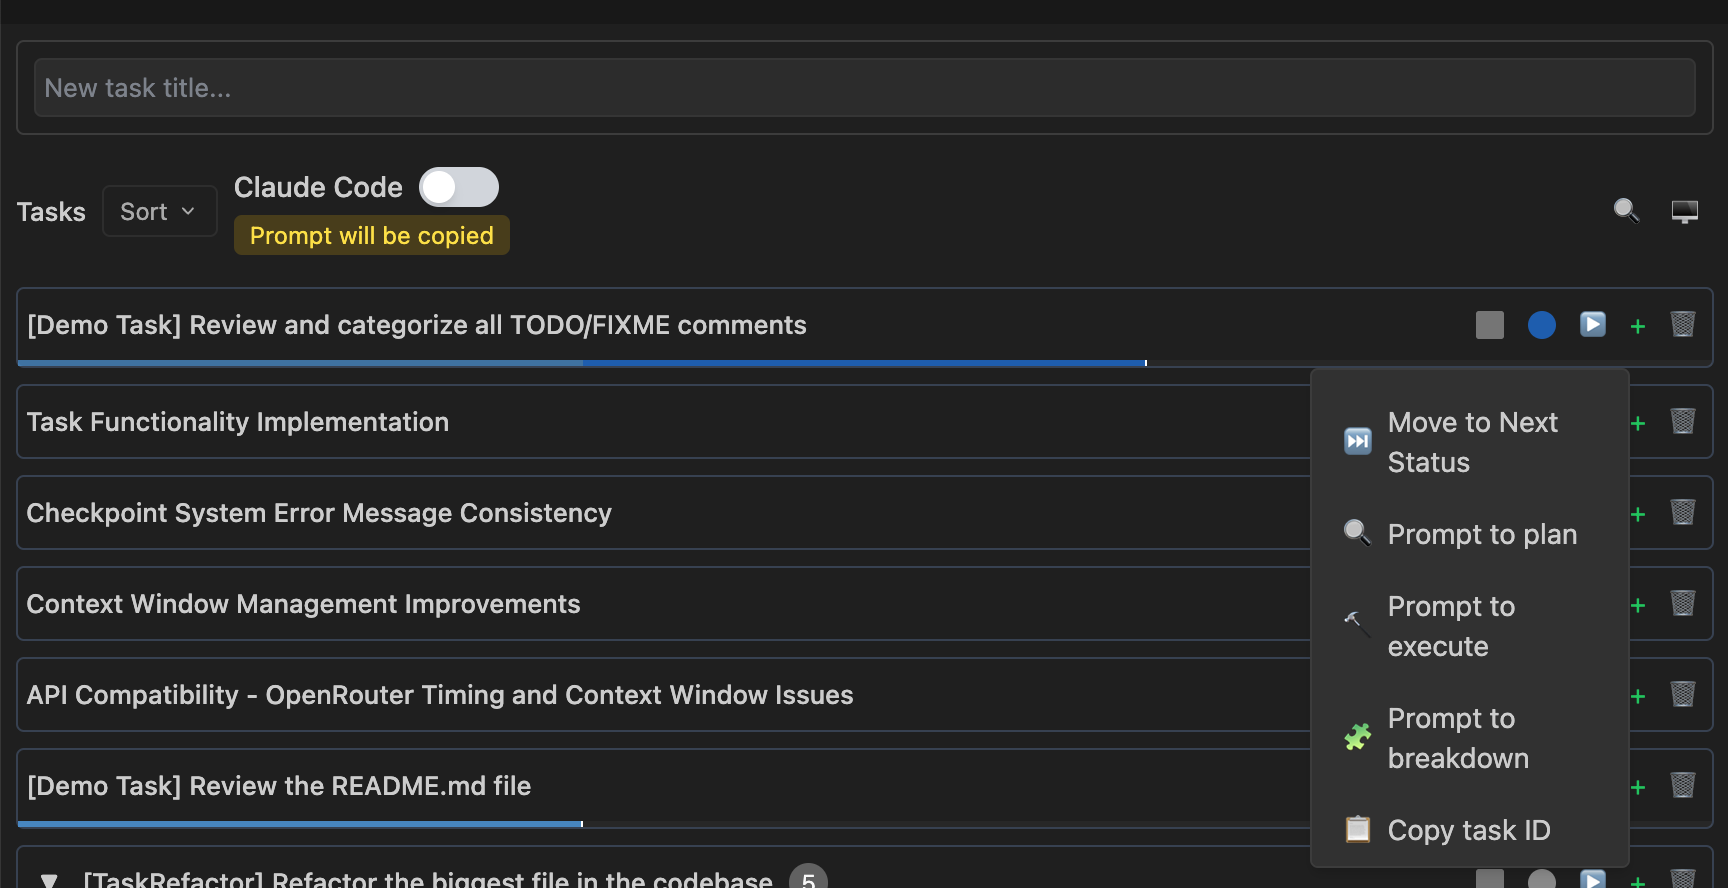 New task title...
Tasks
Sort
Claude Code
Prompt will be copied
[Demo Task] Review and categorize all TODO/FIXME comments
Task Functionality Implementation
Checkpoint System Error Message Consistency
Context Window Management Improvements
API Compatibility - OpenRouter Timing and Context Window Issues
[Demo Task] Review the README.md file
[TaskRefactor] Refactor the biggest file in the codebase 5
Move to Next
Status
Prompt to plan
Prompt to
execute
Prompt to
breakdown
Copy task ID